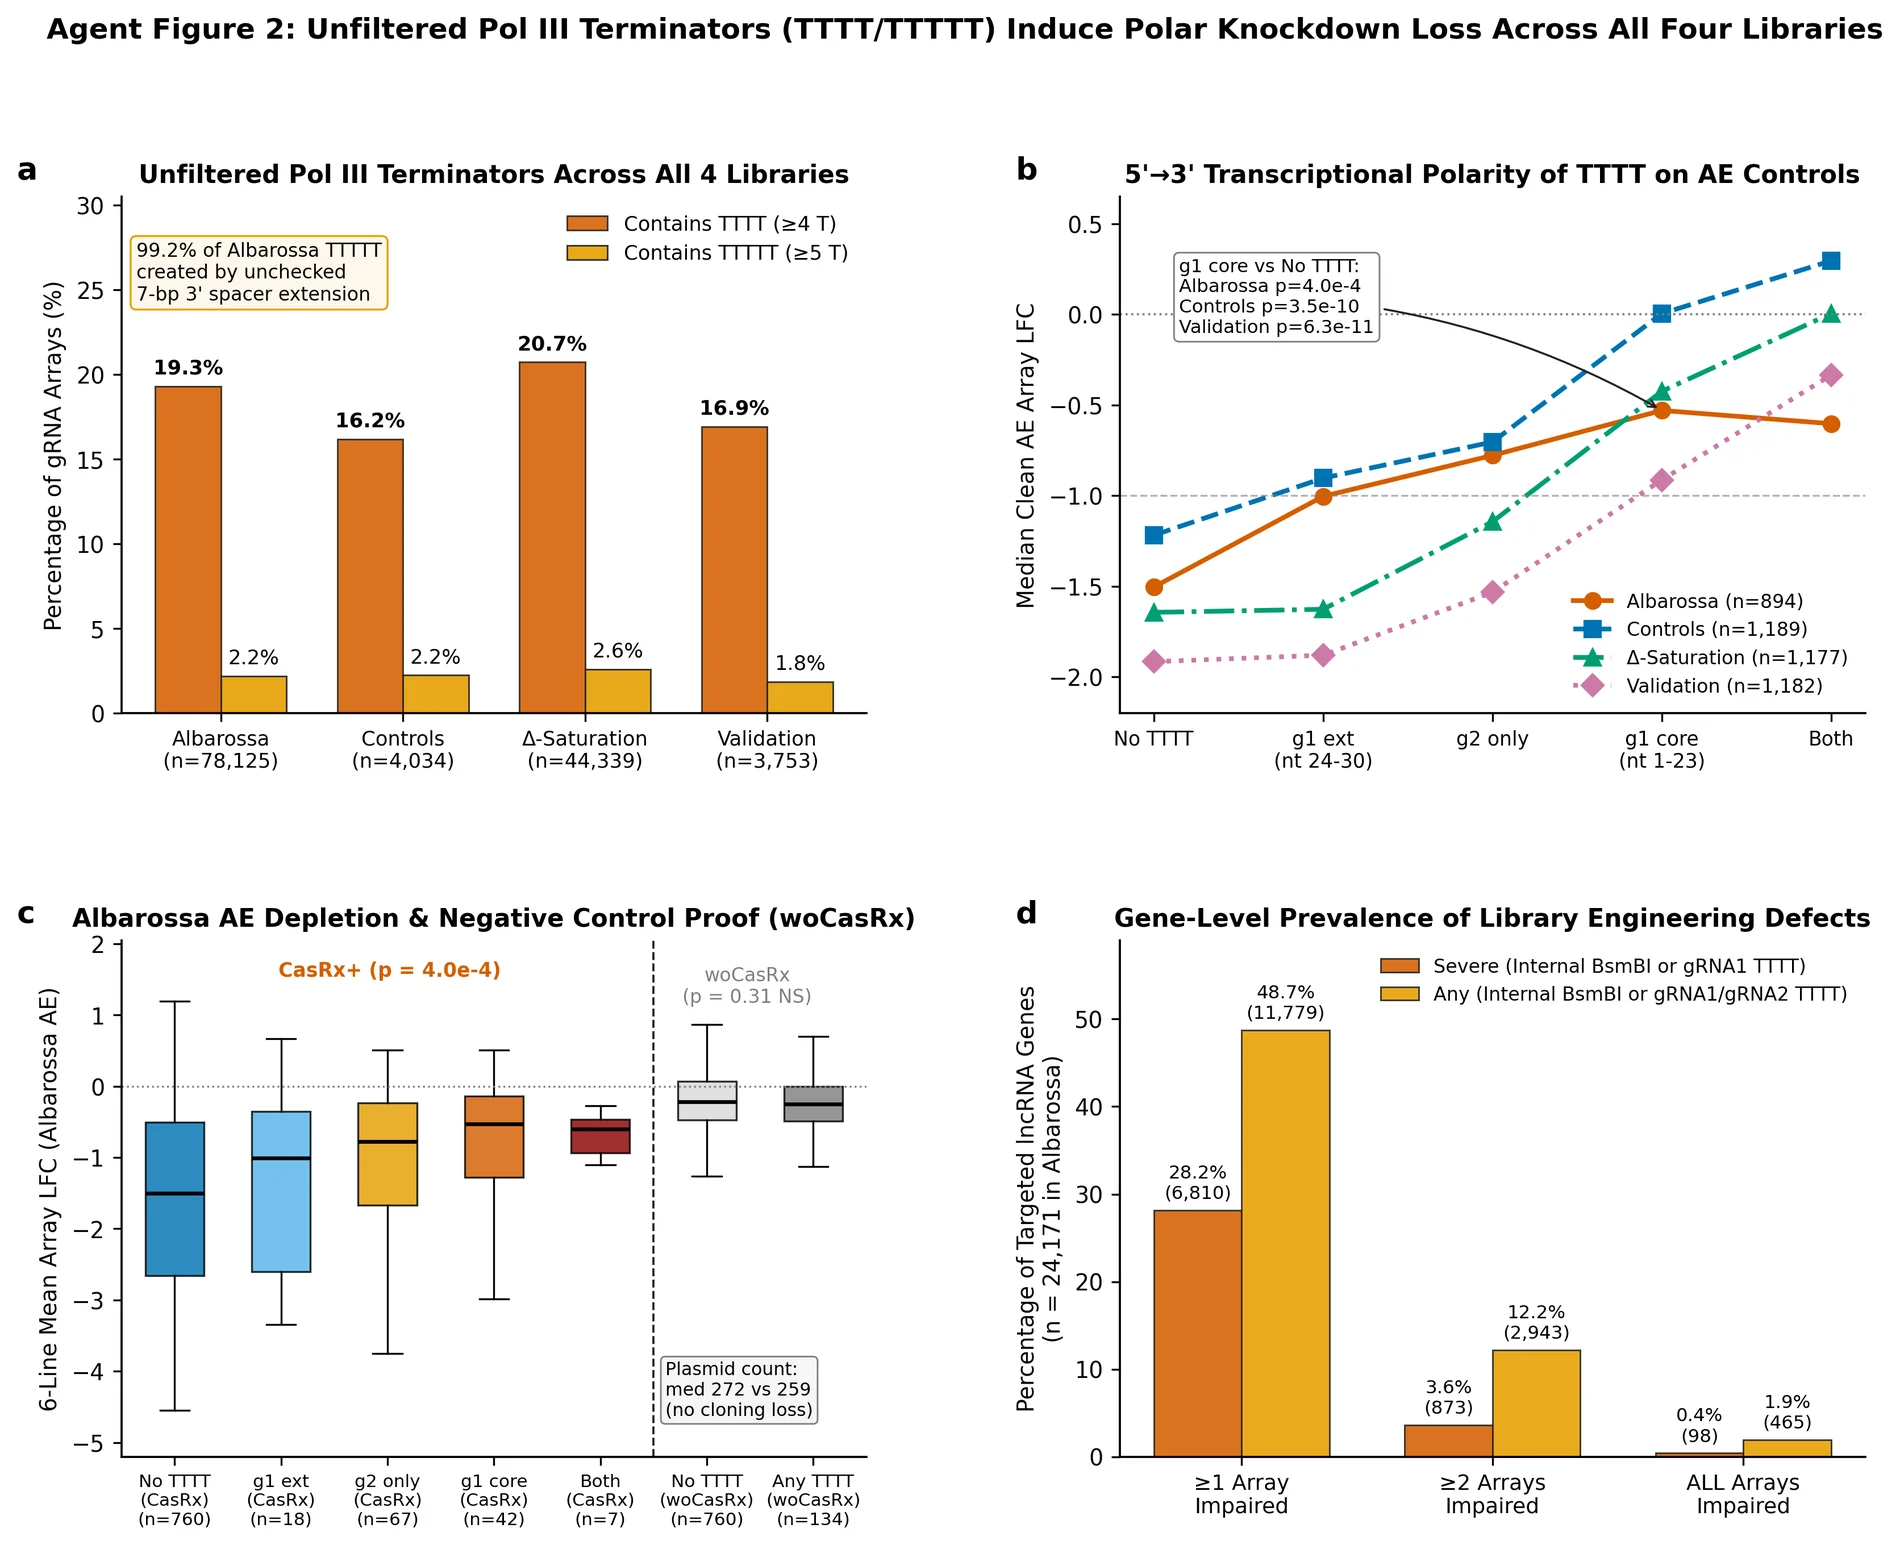 Agent Figure 2: Unfiltered Pol III Terminators (TTTT/TTTTT) Induce Polar Knockdown Loss Across All Four Libraries
a
Unfiltered Pol III Terminators Across All 4 Libraries
Percentage of gRNA Arrays (%)
30
25
20
15
10
5
0
99.2% of Albarossa TTTTT
created by unchecked
7-bp 3' spacer extension
Contains TTTT (≥4 T)
Contains TTTTT (≥5 T)
19.3%
2.2%
16.2%
2.2%
20.7%
2.6%
16.9%
1.8%
Albarossa
(n=78,125)
Controls
(n=4,034)
Δ-Saturation
(n=44,339)
Validation
(n=3,753)
b
5'→3' Transcriptional Polarity of TTTT on AE Controls
Median Clean AE Array LFC
0.5
0.0
−0.5
−1.0
−1.5
−2.0
g1 core vs No TTTT:
Albarossa p=4.0e-4
Controls p=3.5e-10
Validation p=6.3e-11
Albarossa (n=894)
Controls (n=1,189)
Δ-Saturation (n=1,177)
Validation (n=1,182)
No TTTT
g1 ext
(nt 24-30)
g2 only
g1 core
(nt 1-23)
Both
c
Albarossa AE Depletion & Negative Control Proof (woCasRx)
6-Line Mean Array LFC (Albarossa AE)
2
1
0
−1
−2
−3
−4
−5
CasRx+ (p = 4.0e-4)
woCasRx
(p = 0.31 NS)
Plasmid count:
med 272 vs 259
(no cloning loss)
No TTTT
(CasRx)
(n=760)
g1 ext
(CasRx)
(n=18)
g2 only
(CasRx)
(n=67)
g1 core
(CasRx)
(n=42)
Both
(CasRx)
(n=7)
No TTTT
(woCasRx)
(n=760)
Any TTTT
(woCasRx)
(n=134)
d
Gene-Level Prevalence of Library Engineering Defects
Percentage of Targeted lncRNA Genes
(n = 24,171 in Albarossa)
50
40
30
20
10
0
Severe (Internal BsmBI or gRNA1 TTTT)
Any (Internal BsmBI or gRNA1/gRNA2 TTTT)
28.2%
(6,810)
48.7%
(11,779)
3.6%
(873)
12.2%
(2,943)
0.4%
(98)
1.9%
(465)
≥1 Array
Impaired
≥2 Arrays
Impaired
ALL Arrays
Impaired